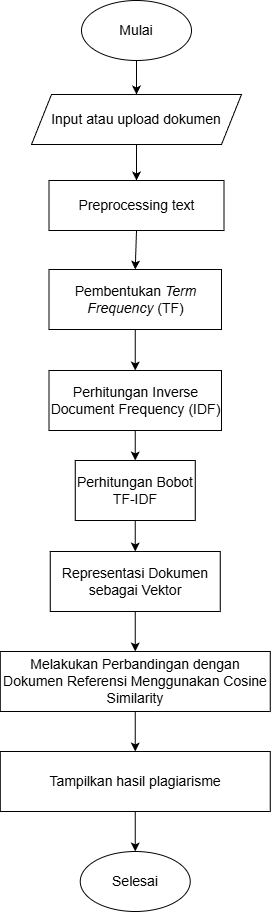 Mulai
Input atau upload dokumen
Preprocessing text
Pembentukan Term
Frequency (TF)
Perhitungan Inverse
Document Frequency (IDF)
Perhitungan Bobot
TF-IDF
Representasi Dokumen
sebagai Vektor
Melakukan Perbandingan dengan
Dokumen Referensi Menggunakan Cosine
Similarity
Tampilkan hasil plagiarisme
Selesai